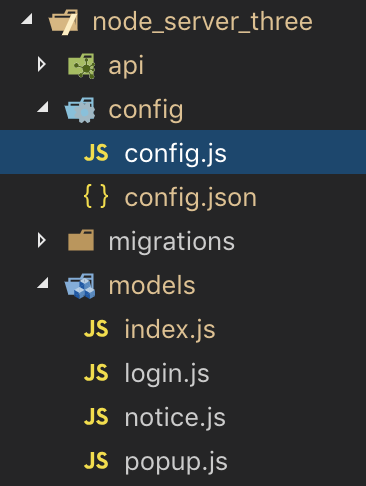 node_server_three
api
config
JS config.js
{ } config.json
migrations
models
JS index.js
JS login.js
JS notice.js
JS popup.js